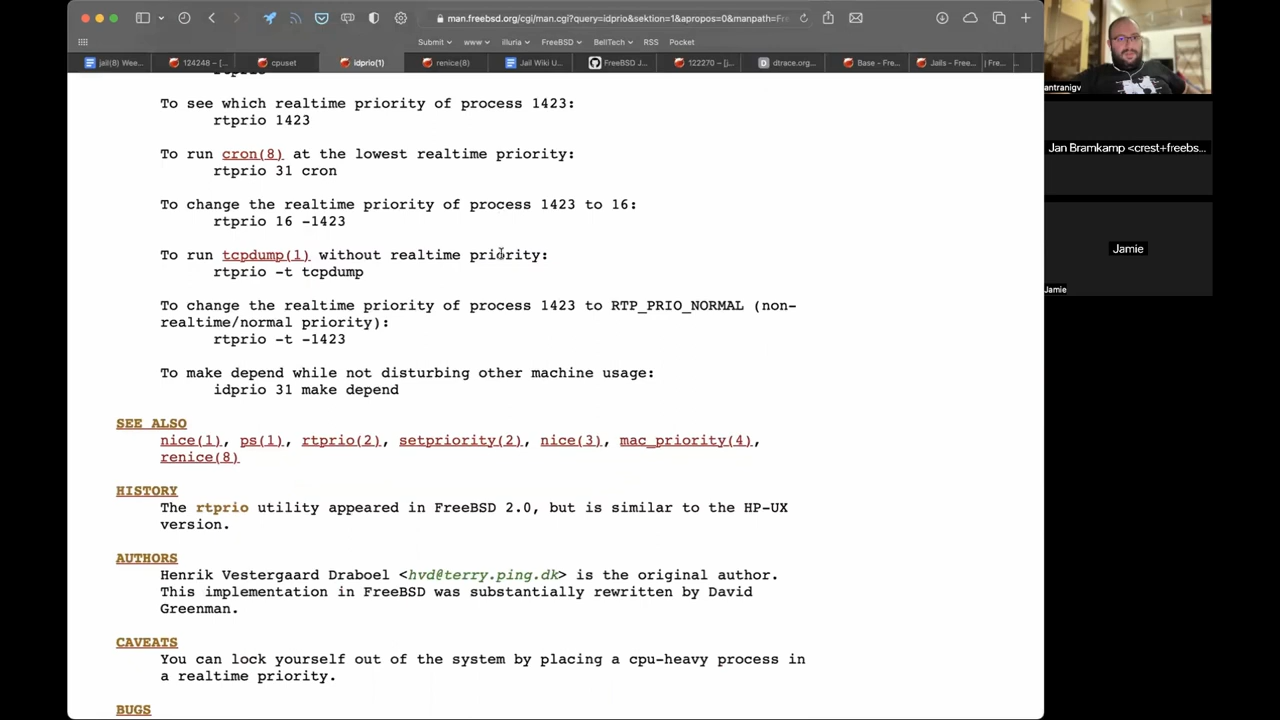 man.freebsd.org/cgi/man.cgi?query=idprio&sektion=1&apropos=0&manpath=Fr
Submit www illuria FreeBSD BellTech RSS Pocket
jail(8) Wee... 124248 – [... cpuset idprio(1) renice(8) Jail Wiki U... FreeBSD J... 122270 – [j... dtrace.org... Base - Fre... Jails - Free... | Fre...
rtprio
To see which realtime priority of process 1423:
rtprio 1423
To run cron(8) at the lowest realtime priority:
rtprio 31 cron
To change the realtime priority of process 1423 to 16:
rtprio 16 -1423
To run tcpdump(1) without realtime priority:
rtprio -t tcpdump
To change the realtime priority of process 1423 to RTP_PRIO_NORMAL (non-
realtime/normal priority):
rtprio -t -1423
To make depend while not disturbing other machine usage:
idprio 31 make depend
SEE ALSO
nice(1), ps(1), rtprio(2), setpriority(2), nice(3), mac_priority(4),
renice(8)
HISTORY
The rtprio utility appeared in FreeBSD 2.0, but is similar to the HP-UX
version.
AUTHORS
Henrik Vestergaard Draboel <hvd@terry.ping.dk> is the original author.
This implementation in FreeBSD was substantially rewritten by David
Greenman.
CAVEATS
You can lock yourself out of the system by placing a cpu-heavy process in
a realtime priority.
BUGS
antranigv
Jan Bramkamp <crest+freebs...
Jamie
Jamie